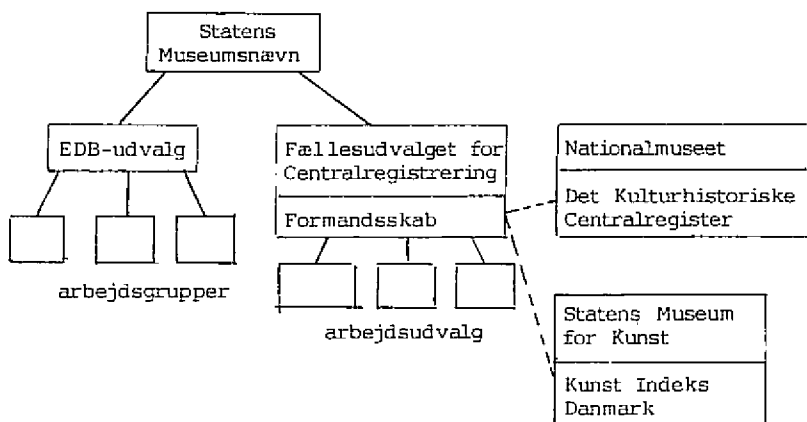 Statens
Museumsnævn
EDB-udvalg
Fællesudvalget for
Centralregistrering
Formandsskab
Nationalmuseet
Det Kulturhistoriske
Centralregister
arbejdsgrupper
arbejdsudvalg
Statens Museum
for Kunst
Kunst Indeks
Danmark